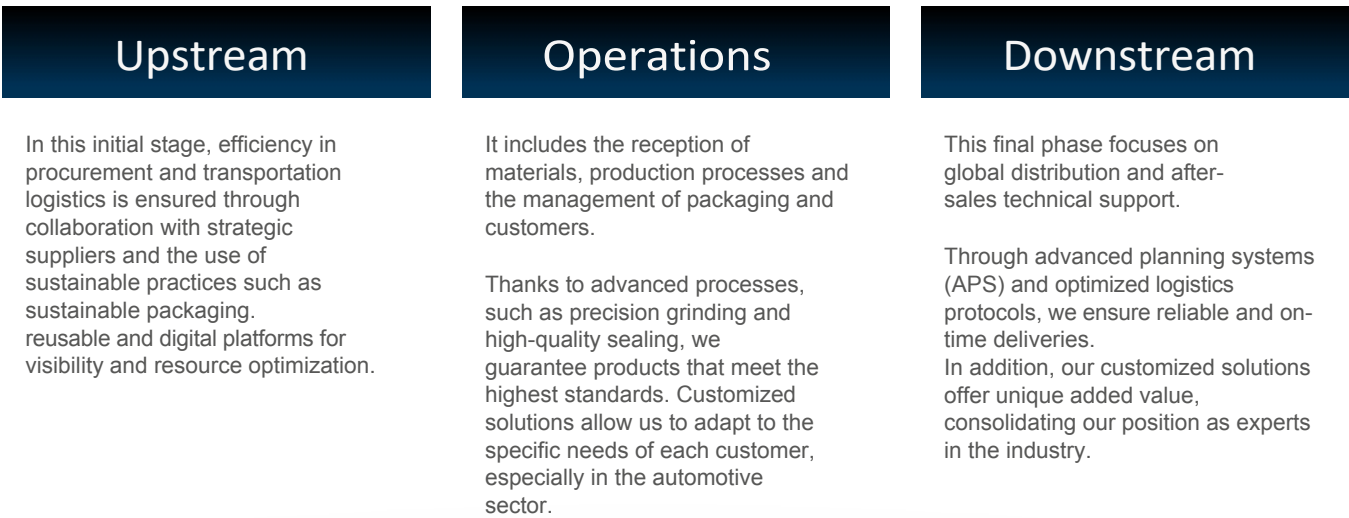 Upstream
In this initial stage, efficiency in
procurement and transportation
logistics is ensured through
collaboration with strategic
suppliers and the use of
sustainable practices such as
sustainable packaging.
reusable and digital platforms for
visibility and resource optimization.
Operations
It includes the reception of
materials, production processes and
the management of packaging and
customers.
Thanks to advanced processes,
such as precision grinding and
high-quality sealing, we
guarantee products that meet the
highest standards. Customized
solutions allow us to adapt to the
specific needs of each customer,
especially in the automotive
sector.
Downstream
This final phase focuses on
global distribution and after-
sales technical support.
Through advanced planning systems
(APS) and optimized logistics
protocols, we ensure reliable and on-
time deliveries.
In addition, our customized solutions
offer unique added value,
consolidating our position as experts
in the industry.